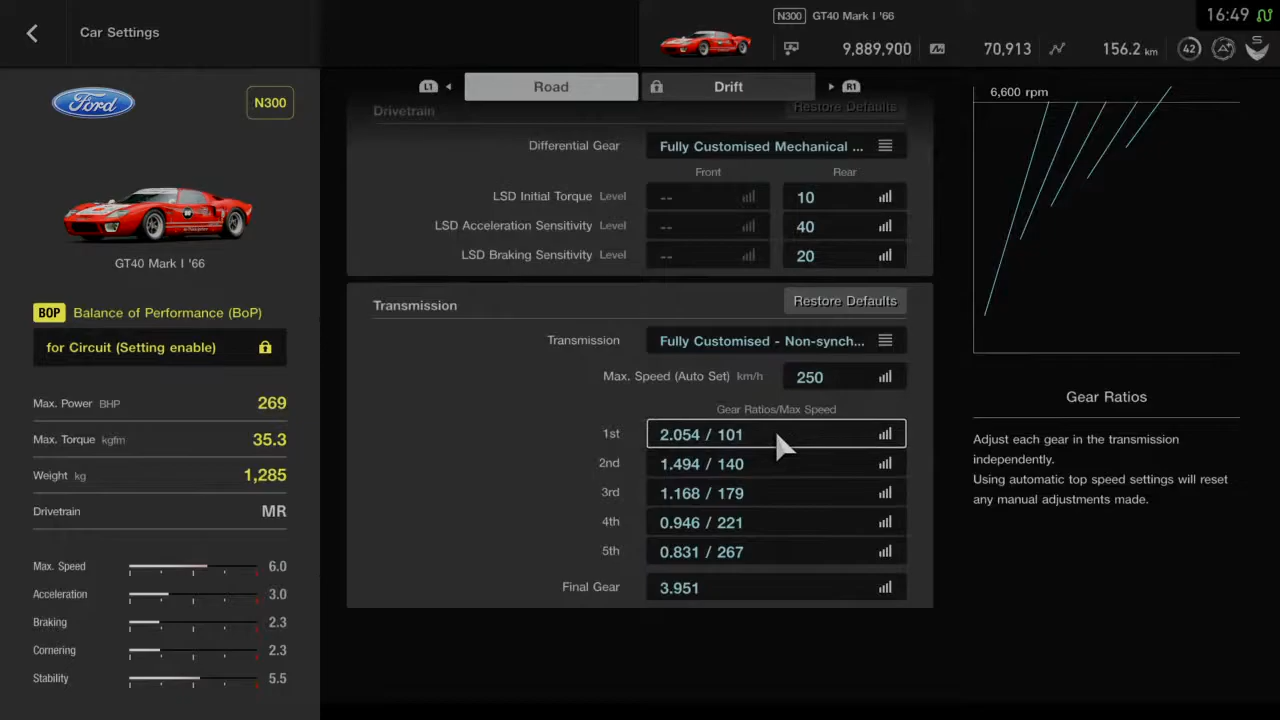 16:49
N300 GT40 Mark I '66
Car Settings
9,889,900 70,913 156.2 km 42 A S
Ford N300
L1 Road Drift R1
Drivetrain Restore Defaults
6,600 rpm
Differential Gear Fully Customised Mechanical ...
Front Rear
LSD Initial Torque Level -- 10
LSD Acceleration Sensitivity Level -- 40
LSD Braking Sensitivity Level -- 20
GT40 Mark I '66
Transmission Restore Defaults
BOP Balance of Performance (BoP)
for Circuit (Setting enable)
Transmission Fully Customised - Non-synch...
Max. Speed (Auto Set) km/h 250
Gear Ratios/Max Speed
1st 2.054 / 101
2nd 1.494 / 140
3rd 1.168 / 179
4th 0.946 / 221
5th 0.831 / 267
Final Gear 3.951
Max. Power BHP 269
Max. Torque kgfm 35.3
Weight kg 1,285
Drivetrain MR
Max. Speed 6.0
Acceleration 3.0
Braking 2.3
Cornering 2.3
Stability 5.5
Gear Ratios
Adjust each gear in the transmission
independently.
Using automatic top speed settings will reset
any manual adjustments made.